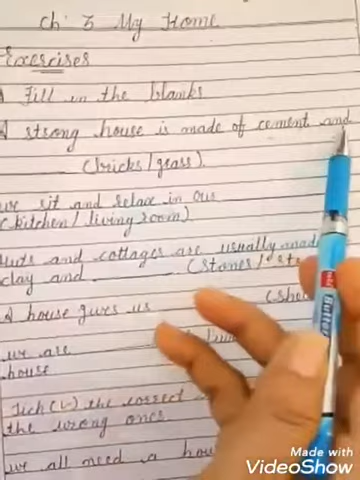 Ch: 3 My Home
Exercises
Fill in the blanks
A strong house is made of cement and
(bricks/grass).
we sit and relax in our
(kitchen/living room)
Huts and cottages are usually made
clay and ________ (stones/
A house gives us
we are
house
Tick (✓) the correct
the wrong ones
we all need a
Butter
Made with
VideoShow